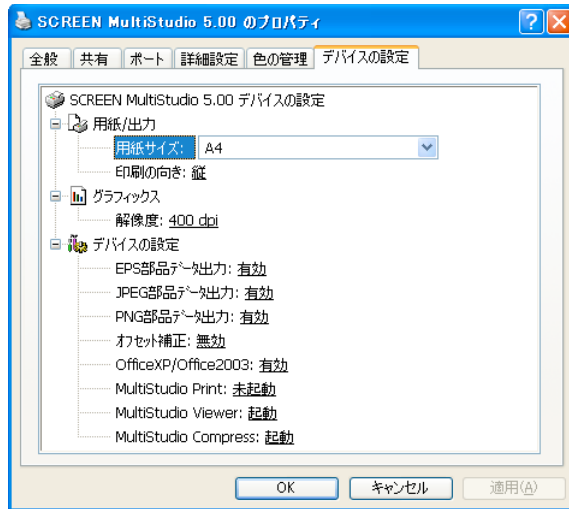 SCREEN MultiStudio 5.00 のプロパティ
全般 共有 ポート 詳細設定 色の管理 デバイスの設定
SCREEN MultiStudio 5.00 デバイスの設定
用紙/出力
用紙サイズ: A4
印刷の向き: 縦
グラフィックス
解像度: 400 dpi
デバイスの設定
EPS部品データ出力: 有効
JPEG部品データ出力: 有効
PNG部品データ出力: 有効
オフセット補正: 無効
OfficeXP/Office2003: 有効
MultiStudio Print: 未起動
MultiStudio Viewer: 起動
MultiStudio Compress: 起動
OK キャンセル 適用(A)